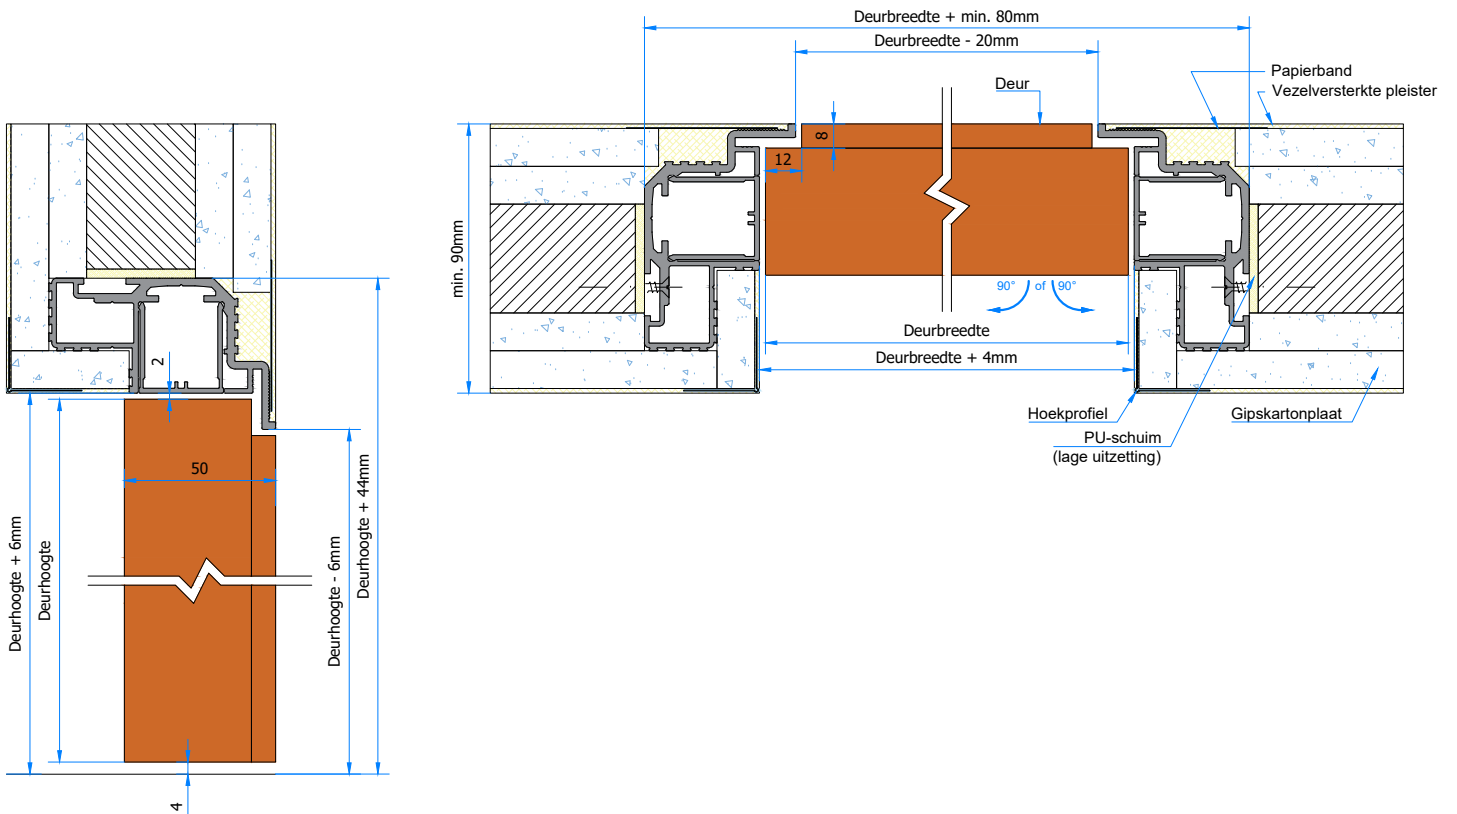 Deurbreedte + min. 80mm
Deurbreedte - 20mm
Deur
Papierband
Vezelversterkte pleister
8
12
min. 90mm
90° of 90°
Deurbreedte
Deurbreedte + 4mm
Hoekprofiel
PU-schuim
(lage uitzetting)
Gipskartonplaat
2
50
Deurhoogte + 6mm
Deurhoogte
Deurhoogte - 6mm
Deurhoogte + 44mm
4